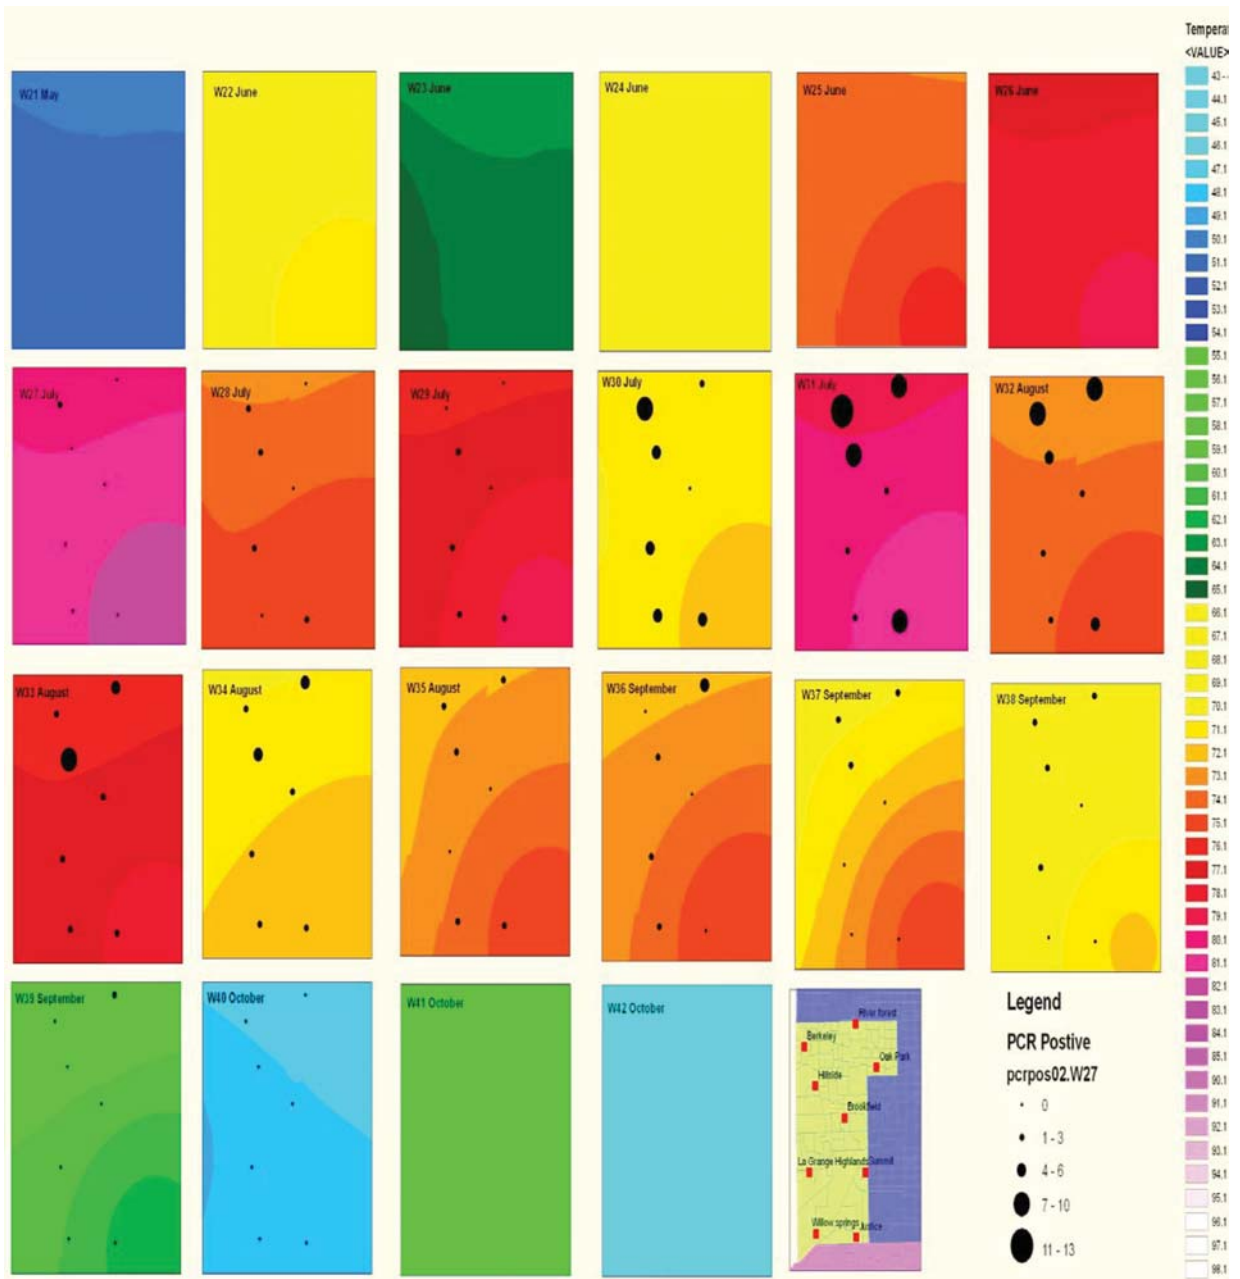 Tempera
<VALUE>
W21 May
W22 June
W23 June
W24 June
W25 June
W26 June
W27 July
W28 July
W29 July
W30 July
W31 July
W32 August
W33 August
W34 August
W35 August
W36 September
W37 September
W38 September
W39 September
W40 October
W41 October
W42 October
43 -
44.1
45.1
46.1
47.1
48.1
49.1
50.1
51.1
52.1
53.1
54.1
55.1
56.1
57.1
58.1
59.1
60.1
61.1
62.1
63.1
64.1
65.1
66.1
67.1
68.1
69.1
70.1
71.1
72.1
73.1
74.1
75.1
76.1
77.1
78.1
79.1
80.1
81.1
82.1
83.1
84.1
85.1
90.1
91.1
92.1
93.1
94.1
95.1
96.1
97.1
98.1
River forest
Berkeley
Oak Park
Hillside
Brookfield
La Grange Highlands
Summit
Willow springs
Justice
Legend
PCR Postive
pcrpos02.W27
0
1 - 3
4 - 6
7 - 10
11 - 13